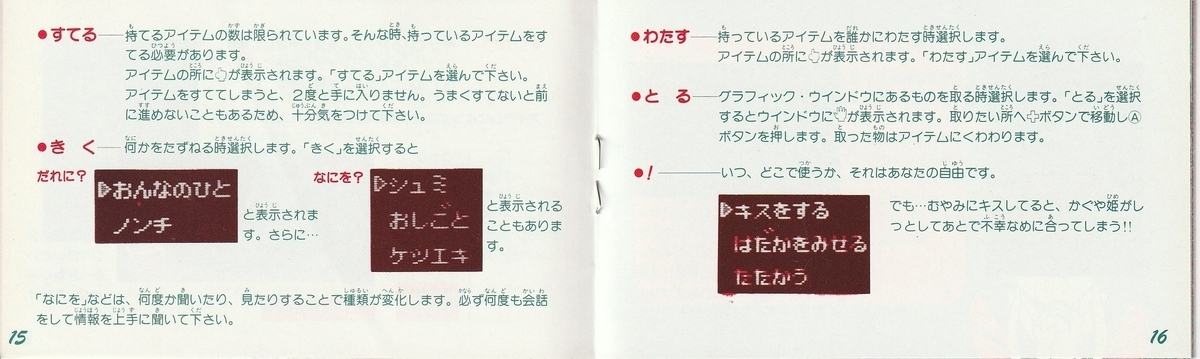 ●すてる──持てるアイテムの数は限られています。そんな時、持っているアイテムをす
てる必要があります。
アイテムの所に☟が表示されます。「すてる」アイテムを選んで下さい。
アイテムをすててしまうと、2度と手に入りません。うまくすてないと前
に進めないこともあるため、十分気をつけて下さい。
●きく──何かをたずねる時選択します。「きく」を選択すると
だれに?
▷おんなのひと
ノンチ
と表示されま
す。さらに…
なにを?
▷シュミ
おしごと
ケツエキ
と表示される
こともありま
す。
「なにを」などは、何度か聞いたり、見たりすることで種類が変化します。必ず何度も会話
をして情報を上手に聞いて下さい。
15
●わたす──持っているアイテムを誰かにわたす時選択します。
アイテムの所に☟が表示されます。「わたす」アイテムを選んで下さい。
●とる──グラフィック・ウインドウにあるものを取る時選択します。「とる」を選択
するとウインドウに☟が表示されます。取りたい所へ✚ボタンで移動しⒶ
ボタンを押します。取った物はアイテムにくわわります。
●!──いつ、どこで使うか、それはあなたの自由です。
▷キスをする
はだかをみせる
たたかう
でも…むやみにキスしてると、かぐや姫がし
っとしてあとで不幸なめに合ってしまう!!
16